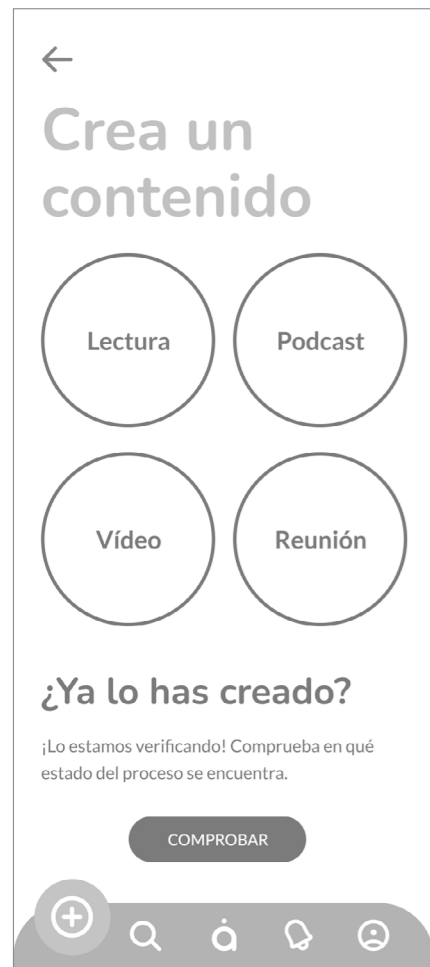 Crea un
contenido
Lectura
Podcast
Vídeo
Reunión
¿Ya lo has creado?
¡Lo estamos verificando! Comprueba en qué
estado del proceso se encuentra.
COMPROBAR